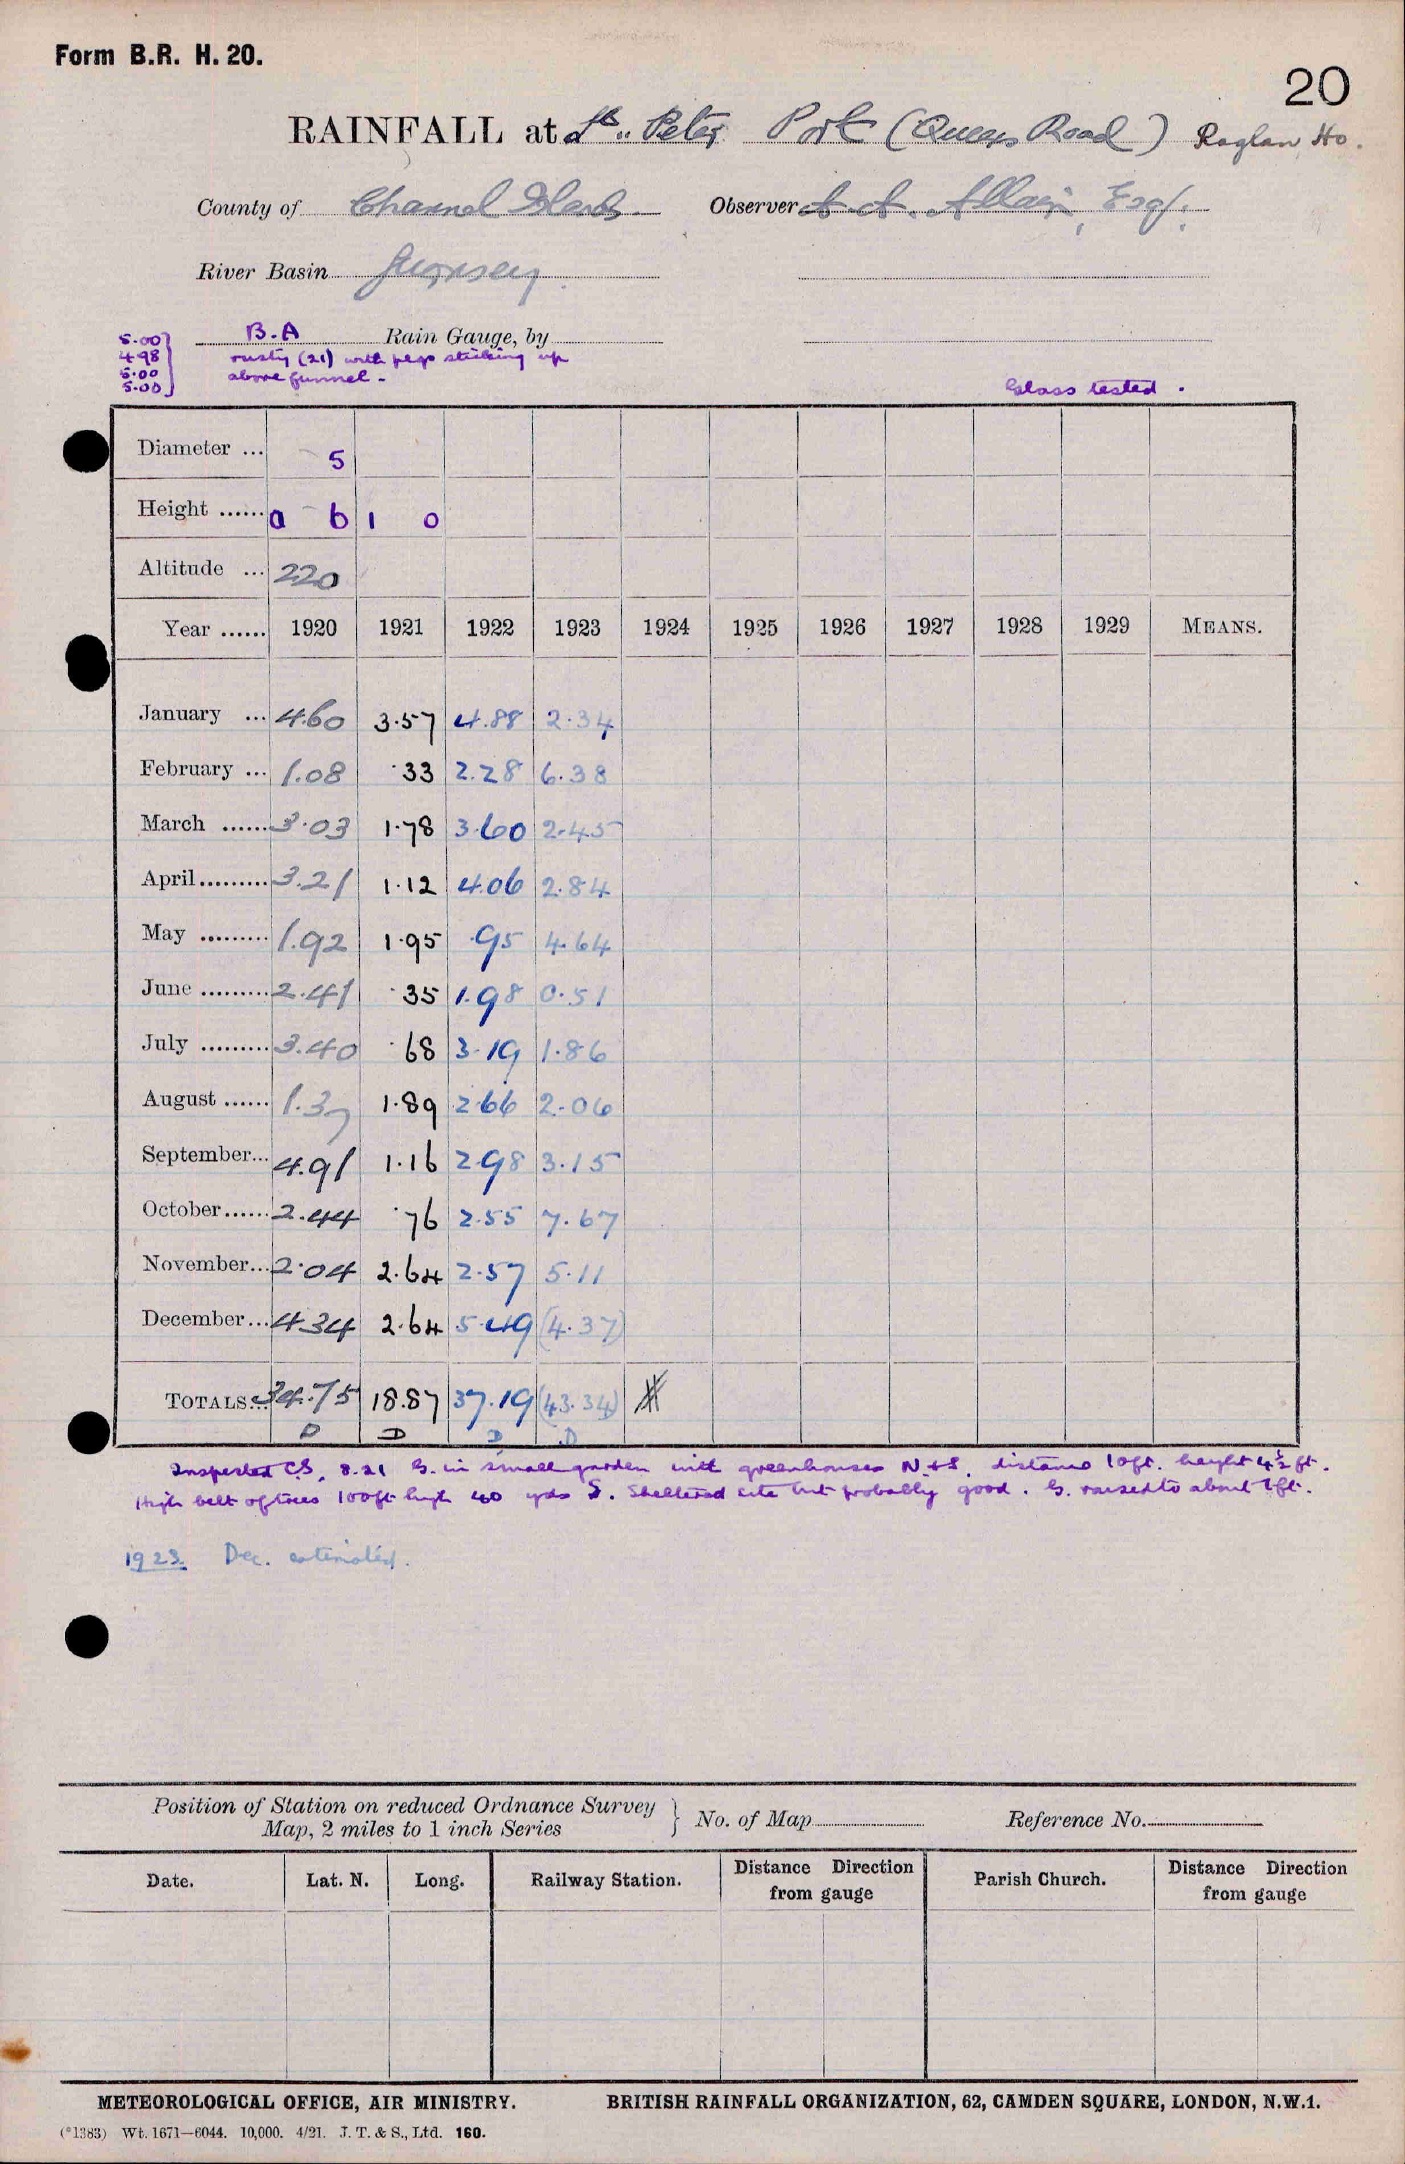 Form B.R. H. 20.
20
RAINFALL at St. Peter Port (Queens Road) Raglan Ho.
County of Channel Islands Observer A. A. Allain, Esq.
River Basin Guernsey.
B.A Rain Gauge, by
5.00
4.98
5.00
5.00
rusty (21) with pegs sticking up
above funnel -
Glass tested.
Diameter ... 5
Height ...... 0 6 1 0
Altitude ... 220
Year ...... 1920 1921 1922 1923 1924 1925 1926 1927 1928 1929 MEANS.
January ... 4.60 3.57 4.88 2.34
February ... 1.08 .33 2.28 6.38
March ...... 3.03 1.78 3.60 2.45
April......... 3.21 1.12 4.06 2.84
May ......... 1.92 1.95 .95 4.64
June ......... 2.41 .35 1.98 0.51
July ......... 3.40 .68 3.19 1.86
August ...... 1.37 1.89 2.66 2.06
September... 4.91 1.16 2.98 3.15
October...... 2.44 .76 2.55 7.67
November... 2.04 2.64 2.57 5.11
December... 4.34 2.64 5.49 (4.37)
TOTALS... 34.75 18.87 37.19 (43.34)
D D D D
Inspected C.S. 8.21 G. in small garden with greenhouses N. & S. distance 10ft. height 4½ ft.
High belt of trees 100ft high 40 yds S. Sheltered site but probably good. G. raised to about 1ft.
1923 Dec. estimated.
Position of Station on reduced Ordnance Survey
Map, 2 miles to 1 inch Series } No. of Map Reference No.
Date. Lat. N. Long. Railway Station. Distance Direction from gauge Parish Church. Distance Direction from gauge
METEOROLOGICAL OFFICE, AIR MINISTRY. BRITISH RAINFALL ORGANIZATION, 62, CAMDEN SQUARE, LONDON, N.W.1.
(*1383) Wt. 1671—6044. 10,000. 4/21. J. T. & S., Ltd. 160.